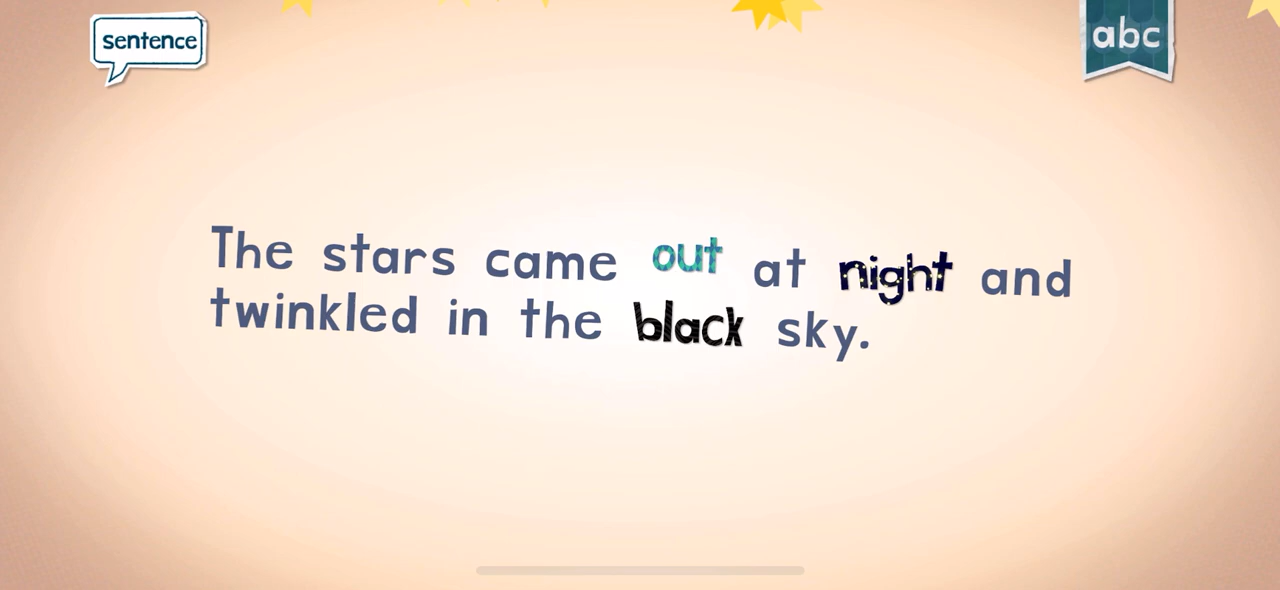 sentence
abc
The stars came out at night and
twinkled in the black sky.